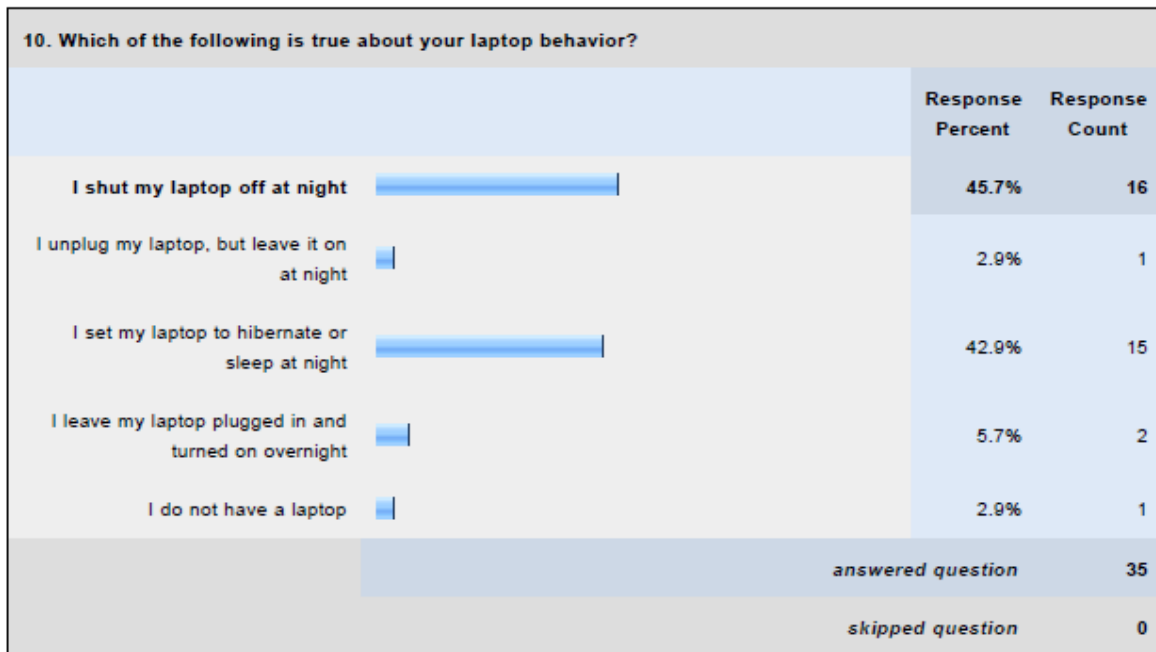 10. Which of the following is true about your laptop behavior?
Response Percent
Response Count
I shut my laptop off at night 45.7% 16
I unplug my laptop, but leave it on
at night 2.9% 1
I set my laptop to hibernate or
sleep at night 42.9% 15
I leave my laptop plugged in and
turned on overnight 5.7% 2
I do not have a laptop 2.9% 1
answered question 35
skipped question 0